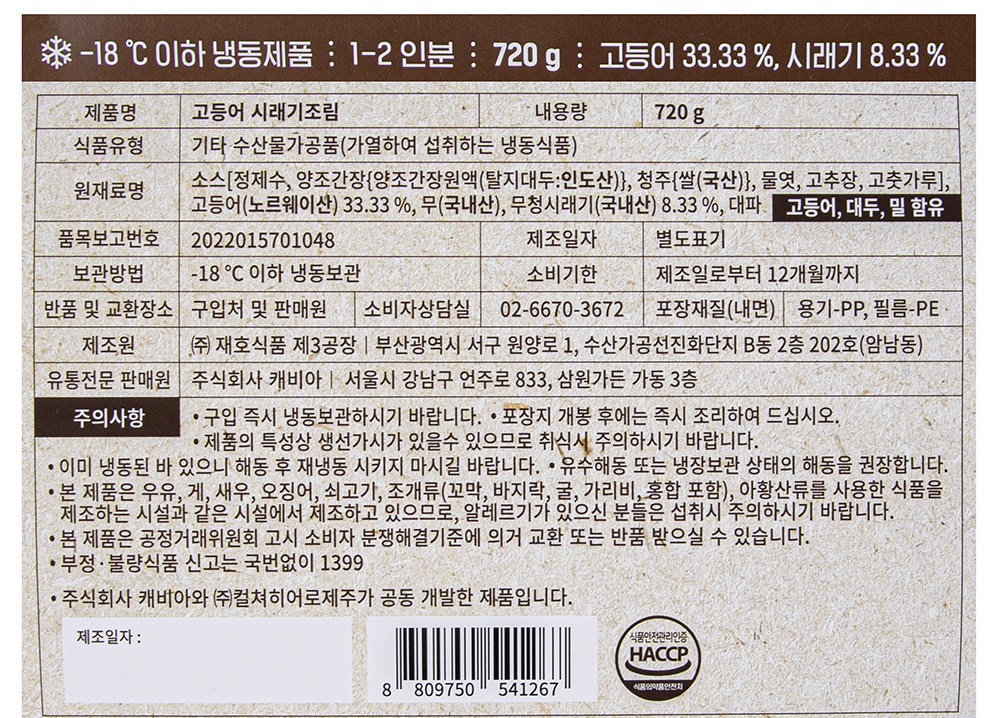 -18 ℃ 이하 냉동제품 ⋮ 1-2 인분 ⋮ 720 g ⋮ 고등어 33.33 %, 시래기 8.33 %
제품명 고등어 시래기조림 내용량 720 g
식품유형 기타 수산물가공품(가열하여 섭취하는 냉동식품)
원재료명 소스[정제수, 양조간장{양조간장원액(탈지대두:인도산)}, 청주{쌀(국산)}, 물엿, 고추장, 고춧가루],
고등어(노르웨이산) 33.33 %, 무(국내산), 무청시래기(국내산) 8.33 %, 대파 고등어, 대두, 밀 함유
품목보고번호 2022015701048 제조일자 별도표기
보관방법 -18 ℃ 이하 냉동보관 소비기한 제조일로부터 12개월까지
반품 및 교환장소 구입처 및 판매원 소비자상담실 02-6670-3672 포장재질(내면) 용기-PP, 필름-PE
제조원 ㈜ 재호식품 제3공장 | 부산광역시 서구 원양로 1, 수산가공선진화단지 B동 2층 202호(암남동)
유통전문 판매원 주식회사 캐비아 | 서울시 강남구 언주로 833, 삼원가든 가동 3층
주의사항 • 구입 즉시 냉동보관하시기 바랍니다. • 포장지 개봉 후에는 즉시 조리하여 드십시오.
• 제품의 특성상 생선가시가 있을수 있으므로 취식시 주의하시기 바랍니다.
• 이미 냉동된 바 있으니 해동 후 재냉동 시키지 마시길 바랍니다. • 유수해동 또는 냉장보관 상태의 해동을 권장합니다.
• 본 제품은 우유, 게, 새우, 오징어, 쇠고기, 조개류(꼬막, 바지락, 굴, 가리비, 홍합 포함), 아황산류를 사용한 식품을
제조하는 시설과 같은 시설에서 제조하고 있으므로, 알레르기가 있으신 분들은 섭취시 주의하시기 바랍니다.
• 본 제품은 공정거래위원회 고시 소비자 분쟁해결기준에 의거 교환 또는 반품 받으실 수 있습니다.
• 부정·불량식품 신고는 국번없이 1399
• 주식회사 캐비아와 ㈜컬쳐히어로제주가 공동 개발한 제품입니다.
제조일자 :
8 809750 541267
식품안전관리인증
HACCP
식품의약품안전처